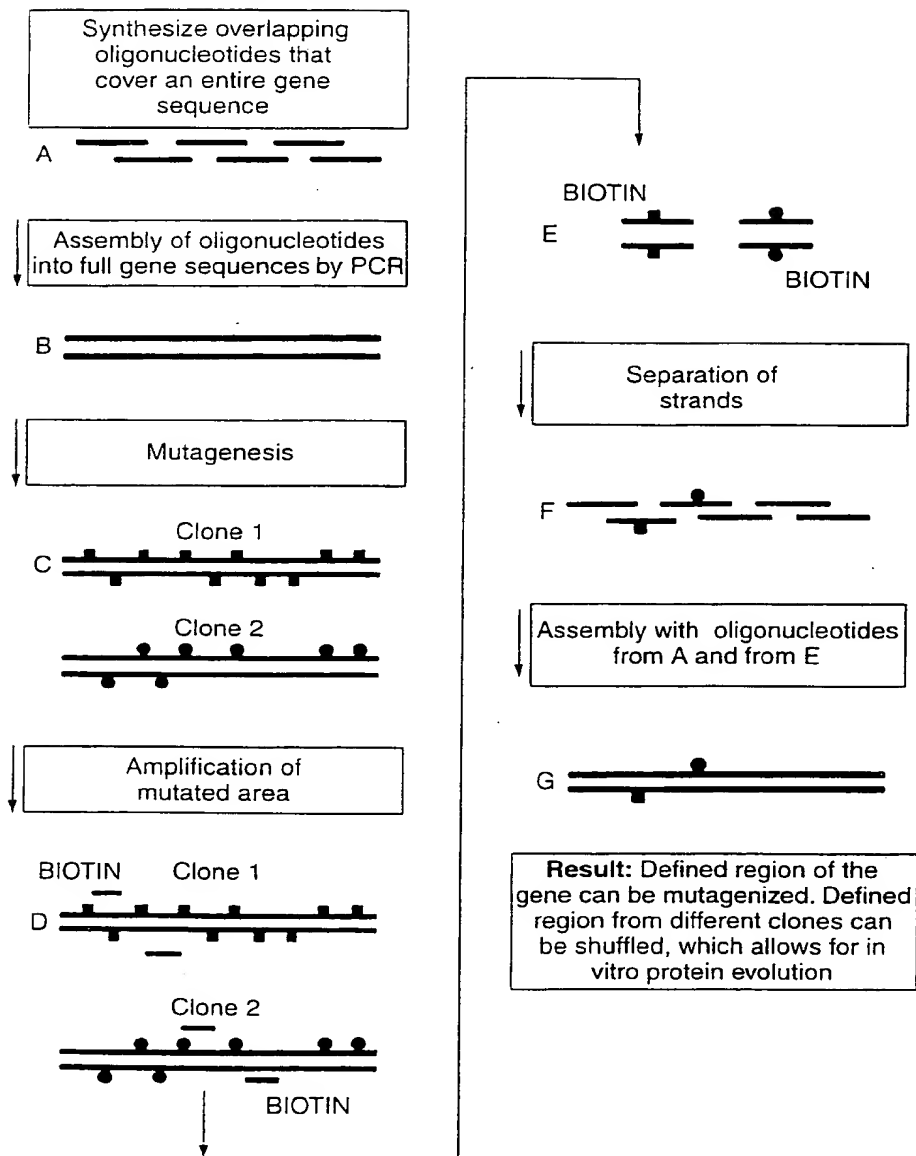 Synthesize overlapping
oligonucleotides that
cover an entire gene
sequence
A
Assembly of oligonucleotides
into full gene sequences by PCR
B
Mutagenesis
Clone 1
C
Clone 2
Amplification of
mutated area
BIOTIN
Clone 1
D
Clone 2
BIOTIN
BIOTIN
E
BIOTIN
Separation of
strands
F
Assembly with oligonucleotides
from A and from E
G
Result: Defined region of the
gene can be mutagenized. Defined
region from different clones can
be shuffled, which allows for in
vitro protein evolution